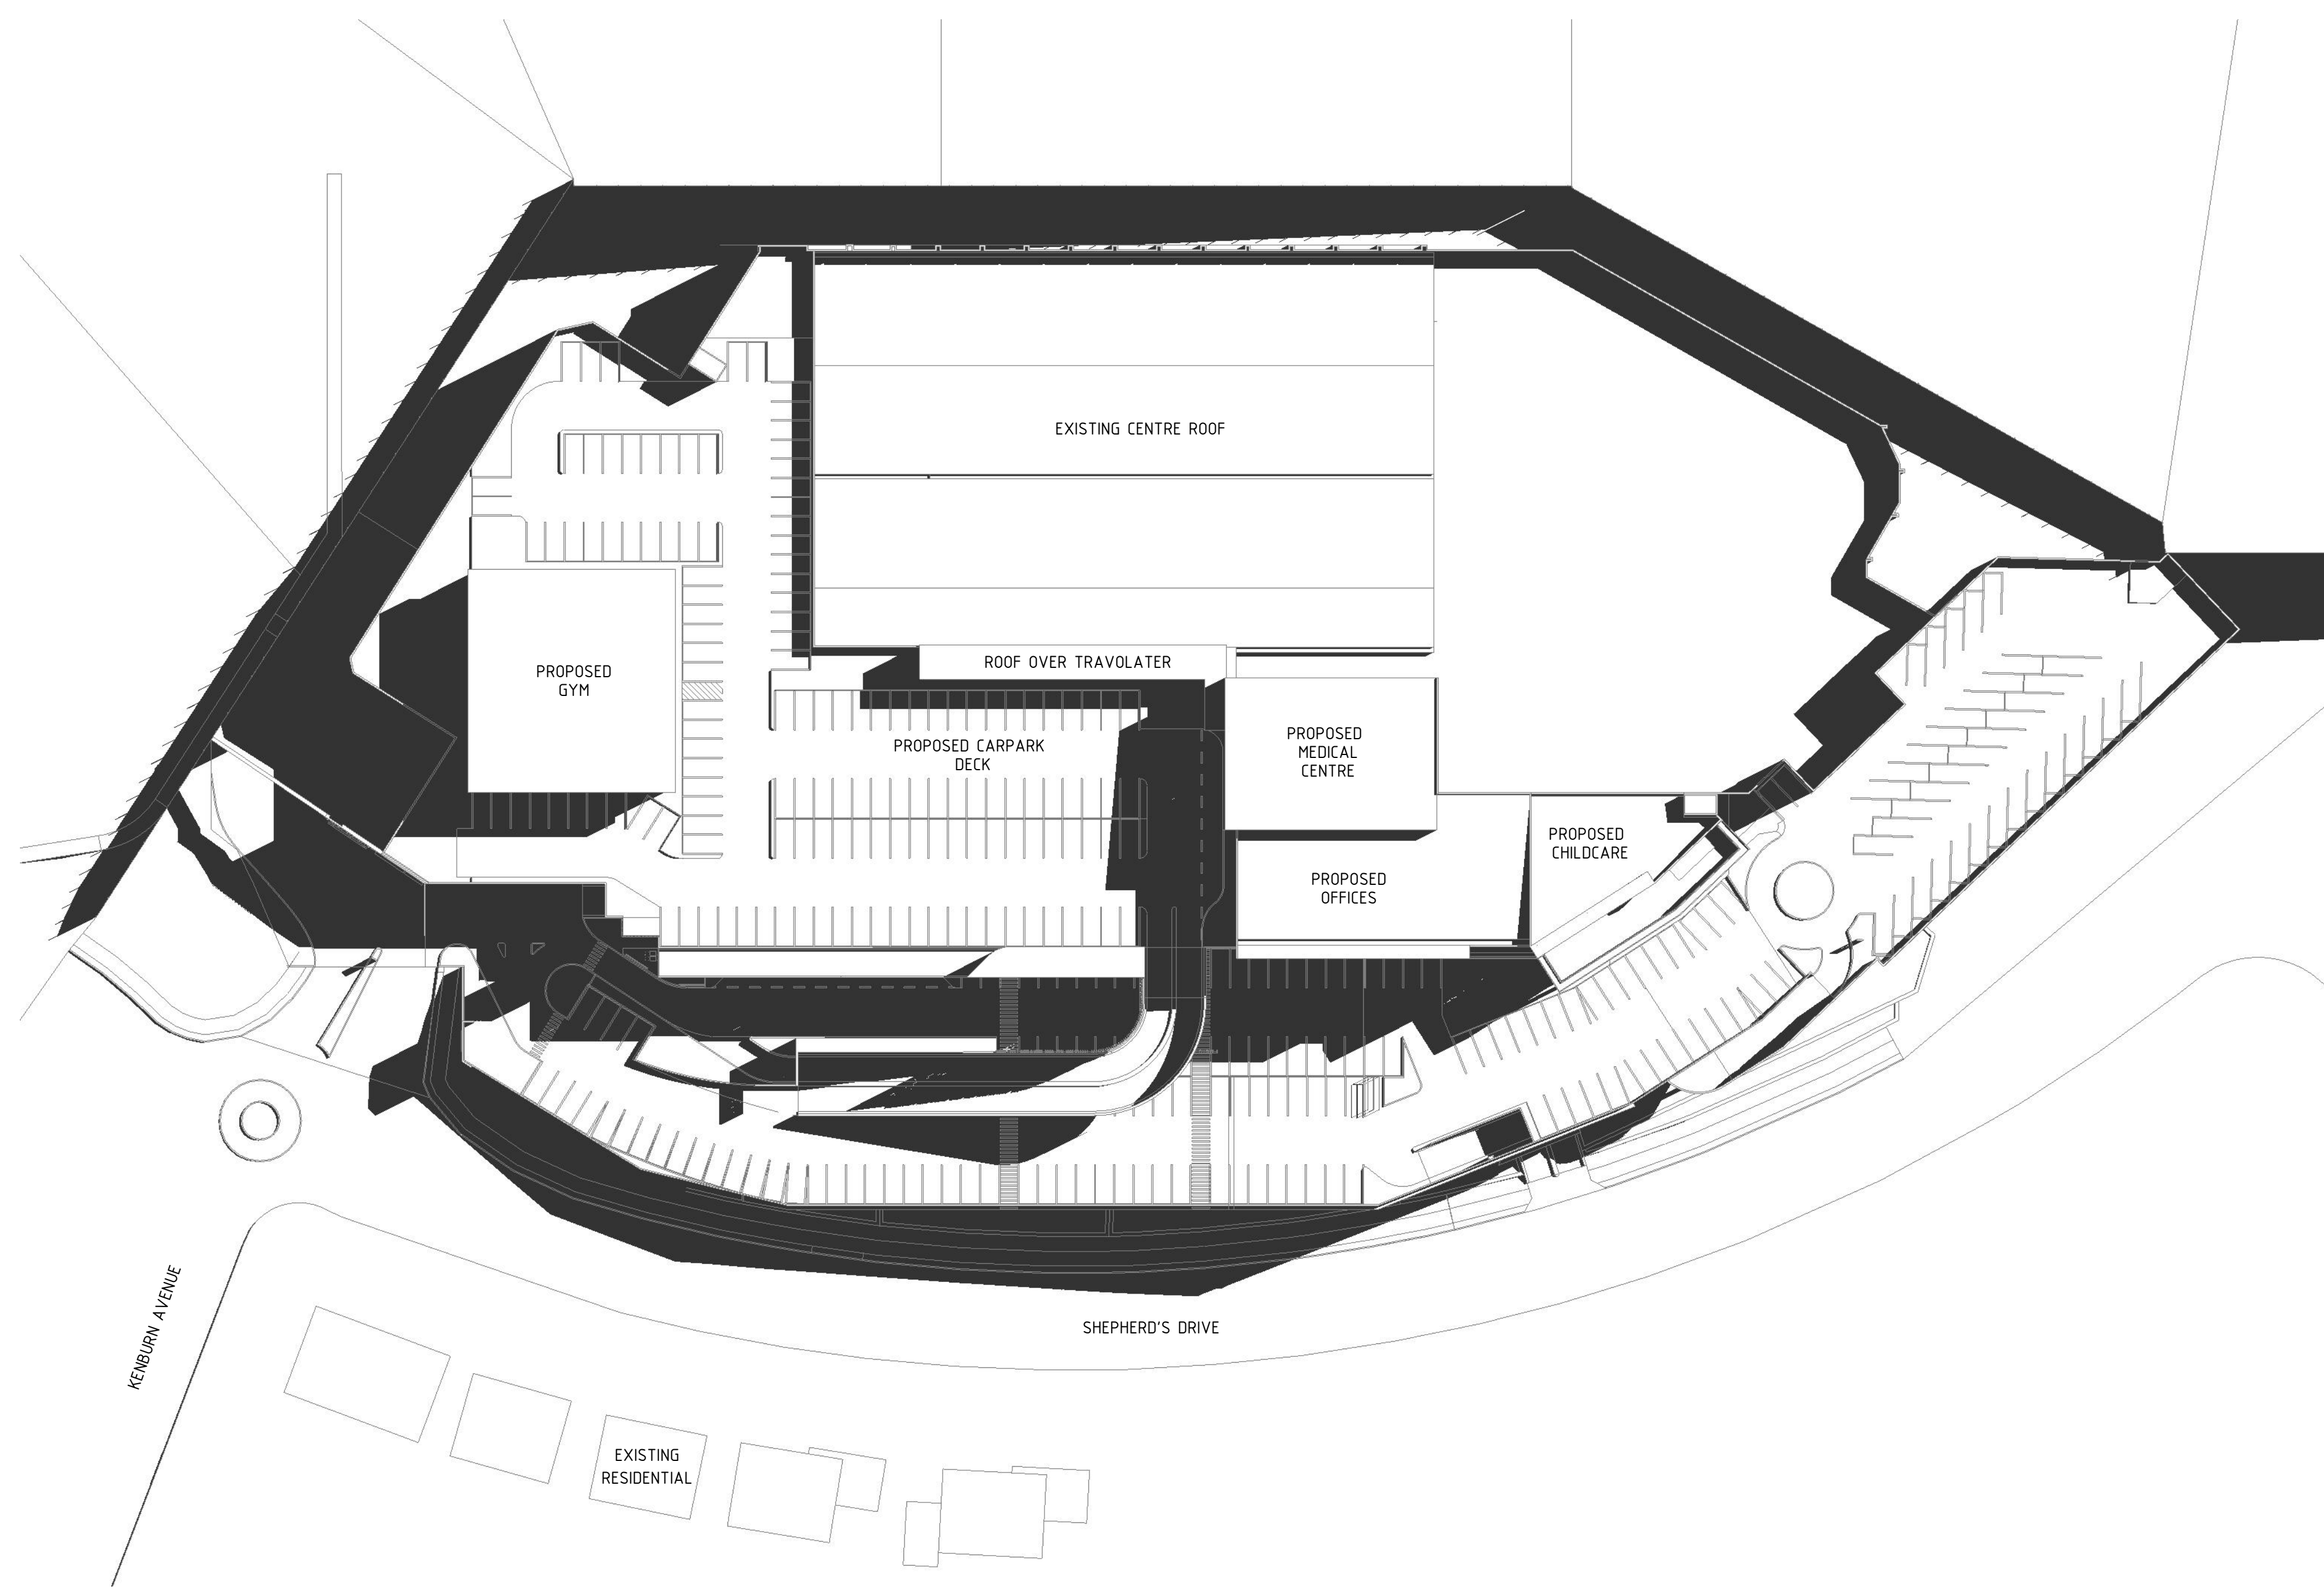 EXISTING CENTRE ROOF
ROOF OVER TRAVOLATER
PROPOSED
GYM
PROPOSED CARPARK
DECK
PROPOSED
MEDICAL
CENTRE
PROPOSED
CHILDCARE
PROPOSED
OFFICES
SHEPHERD'S DRIVE
KENBURN AVENUE
EXISTING
RESIDENTIAL